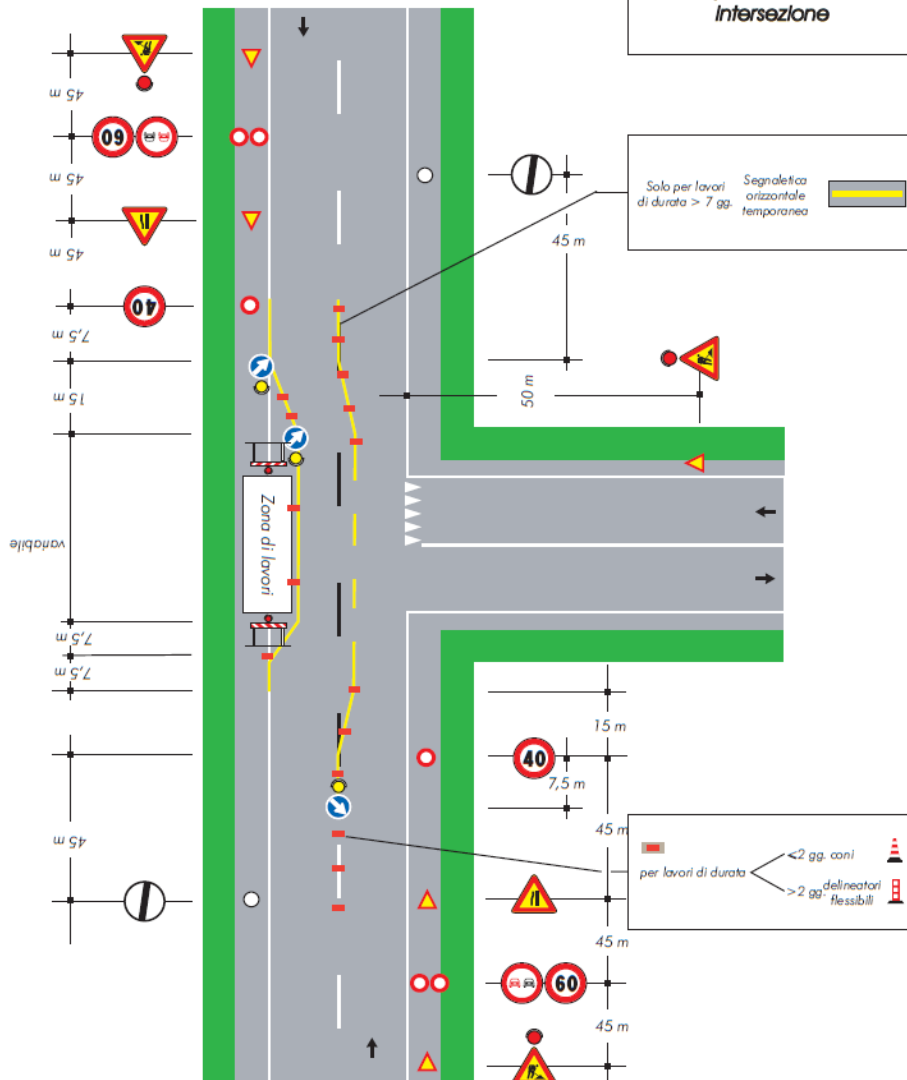 intersezione
45 m
60
45 m
45 m
40
7,5 m
15 m
variabile
7,5 m
7,5 m
45 m
Zona di lavori
45 m
50 m
Solo per lavori
di durata > 7 gg.
Segnaletica
orizzontale
temporanea
15 m
40
7,5 m
45 m
45 m
60
45 m
per lavori di durata
<2 gg. coni
>2 gg. delineatori
flessibili